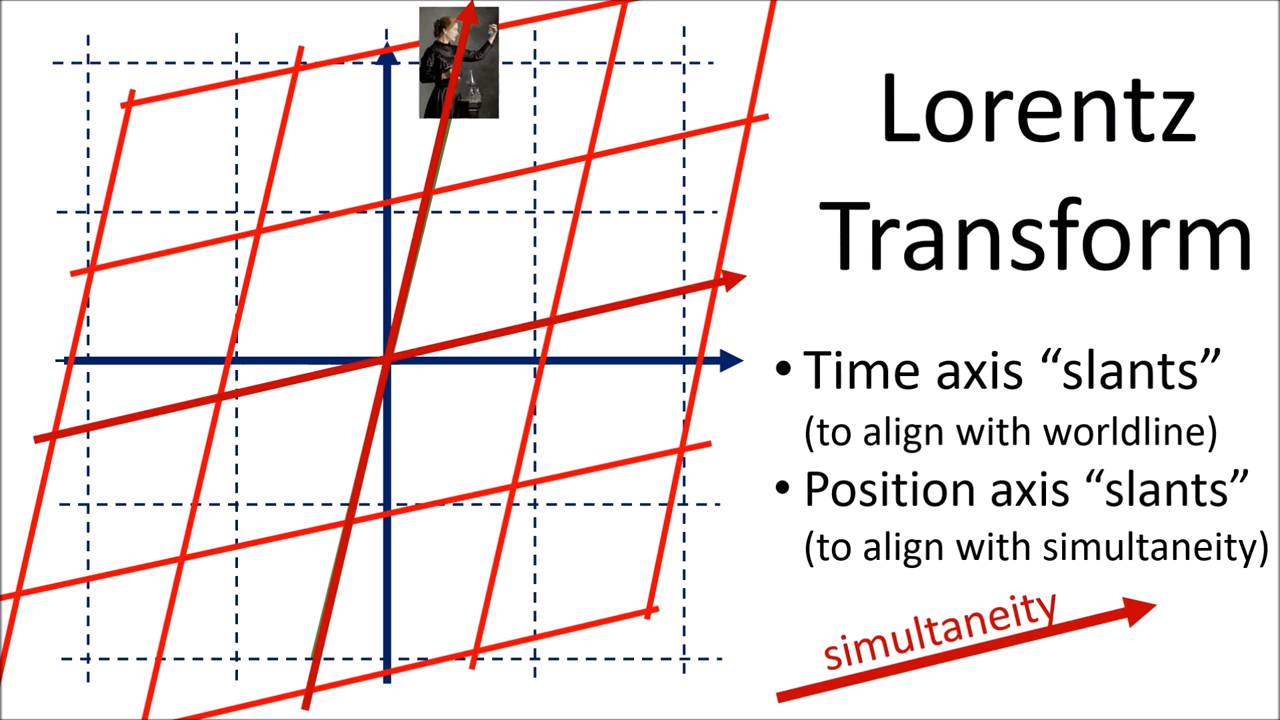 Lorentz
Transform
• Time axis “slants”
(to align with worldline)
• Position axis “slants”
(to align with simultaneity)
simultaneity